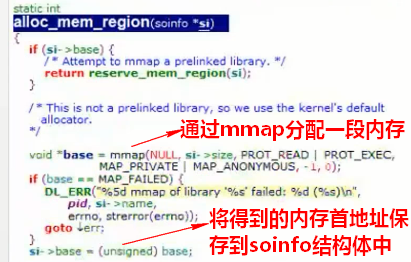 static int
alloc_mem_region(soinfo *si)
{
if (si->base) {
/* Attempt to mmap a prelinked library. */
return reserve_mem_region(si);
}
/* This is not a prelinked library, so we use the kernel's default
allocator.
*/
通过mmap分配一段内存
void *base = mmap(NULL, si->size, PROT_READ | PROT_EXEC,
MAP_PRIVATE | MAP_ANONYMOUS, -1, 0);
if (base == MAP_FAILED) {
DL_ERR("%5d mmap of library '%s' failed: %d (%s)\n",
pid, si->name,
errno, strerror(errno));
goto ↓err;
}
将得到的内存首地址保
存到soinfo结构体中
si->base = (unsigned) base;